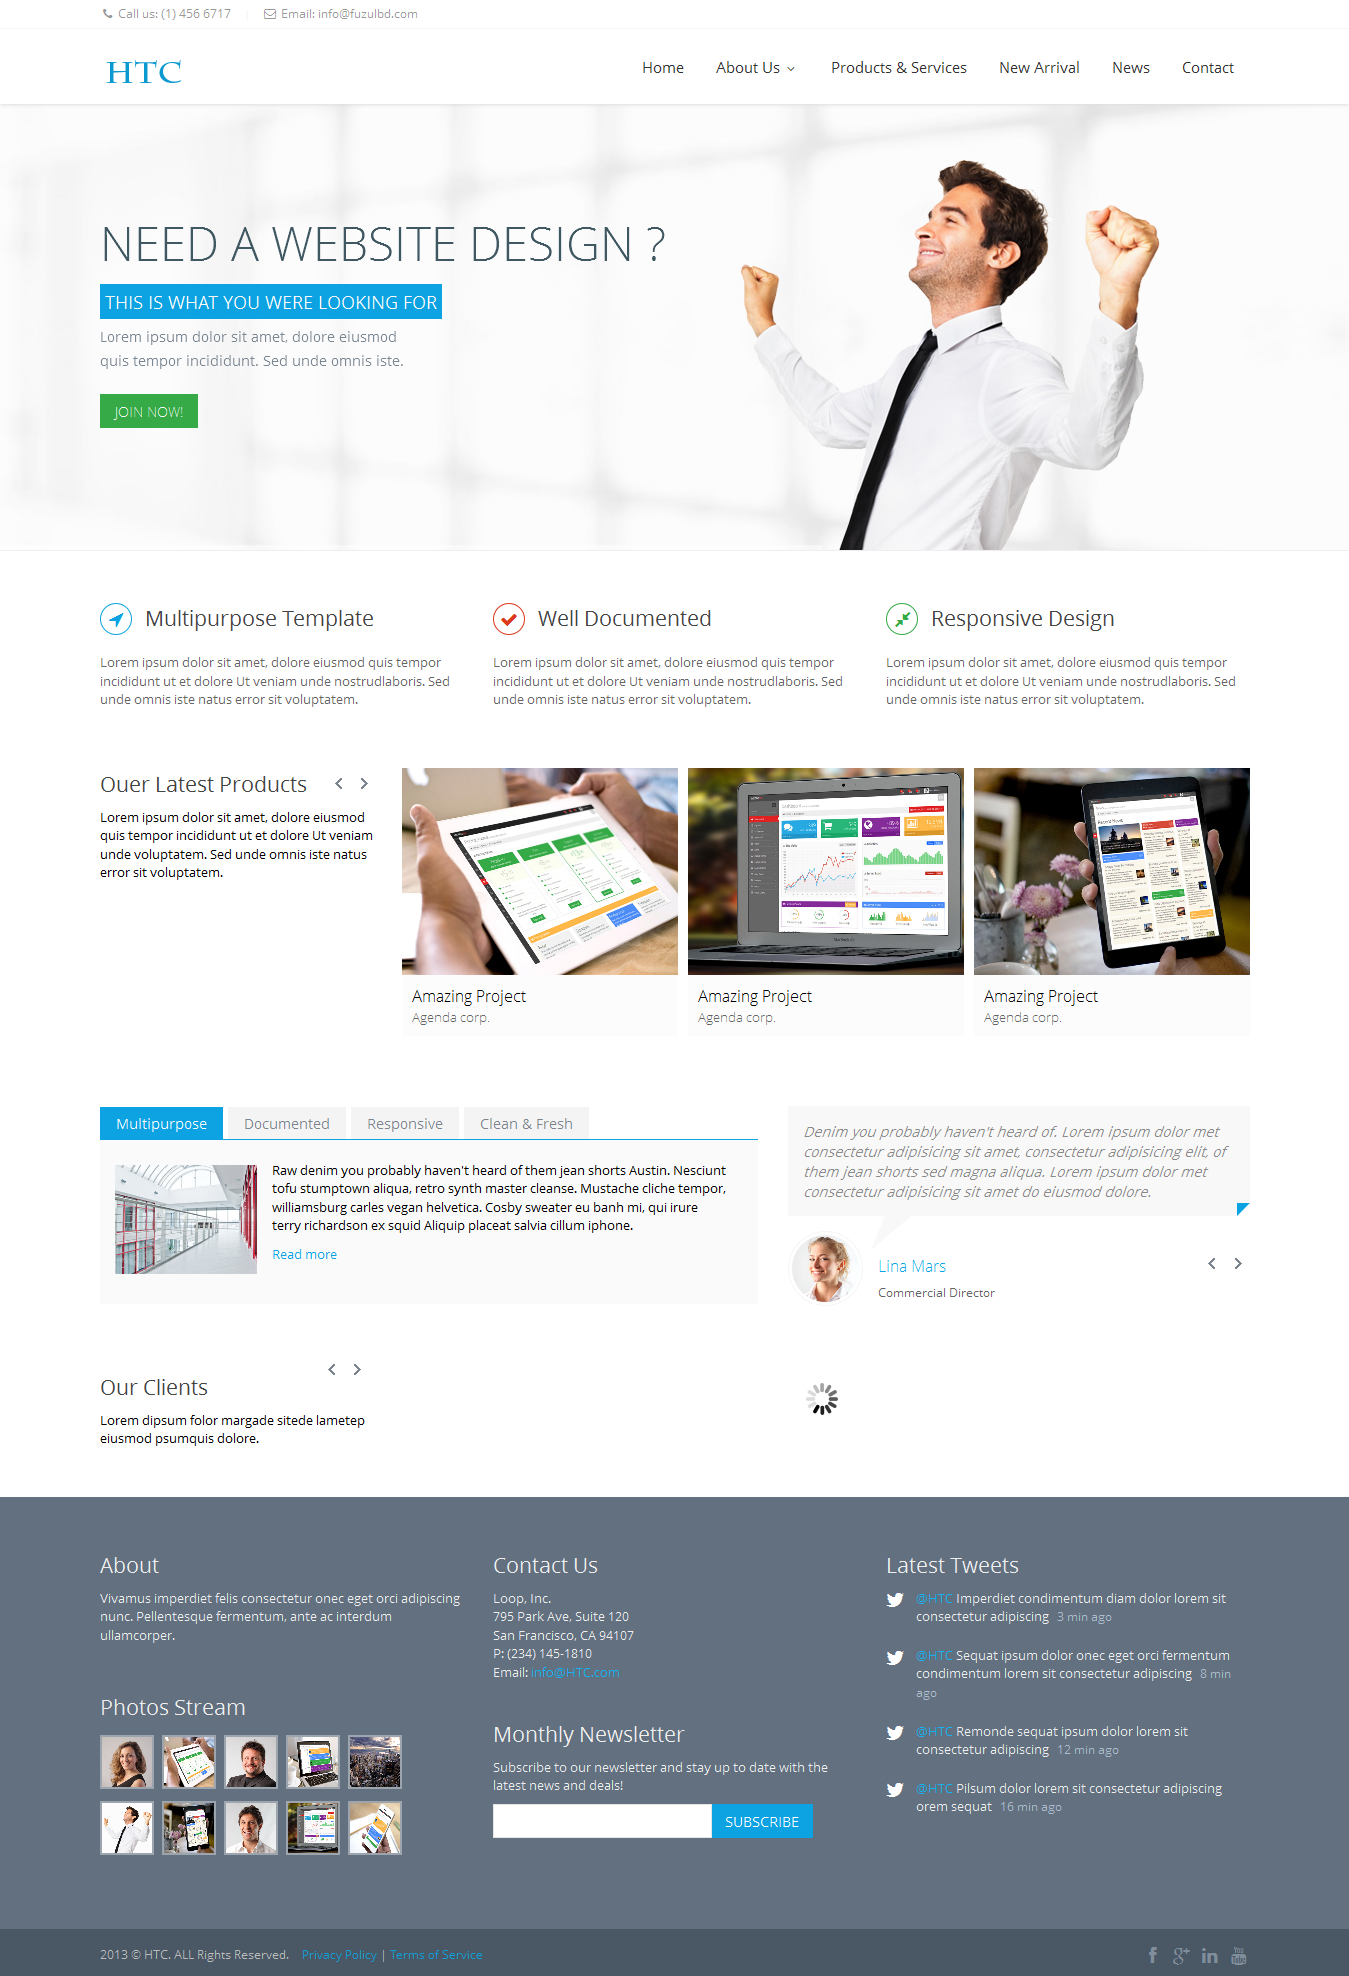 Call us: (1) 456 6717
Email: info@fuzulbd.com
HTC
Home
About Us
Products & Services
New Arrival
News
Contact
NEED A WEBSITE DESIGN ?
THIS IS WHAT YOU WERE LOOKING FOR
Lorem ipsum dolor sit amet, dolore eiusmod
quis tempor incididunt. Sed unde omnis iste.
JOIN NOW!
Multipurpose Template
Lorem ipsum dolor sit amet, dolore eiusmod quis tempor
incididunt ut et dolore Ut veniam unde nostrudlaboris. Sed
unde omnis iste natus error sit voluptatem.
Well Documented
Lorem ipsum dolor sit amet, dolore eiusmod quis tempor
incididunt ut et dolore Ut veniam unde nostrudlaboris. Sed
unde omnis iste natus error sit voluptatem.
Responsive Design
Lorem ipsum dolor sit amet, dolore eiusmod quis tempor
incididunt ut et dolore Ut veniam unde nostrudlaboris. Sed
unde omnis iste natus error sit voluptatem.
Ouer Latest Products
Lorem ipsum dolor sit amet, dolore eiusmod
quis tempor incididunt ut et dolore Ut veniam
unde voluptatem. Sed unde omnis iste natus
error sit voluptatem.
Amazing Project
Agenda corp.
Amazing Project
Agenda corp.
Amazing Project
Agenda corp.
Multipurpose
Documented
Responsive
Clean & Fresh
Raw denim you probably haven't heard of them jean shorts Austin. Nesciunt
tofu stumptown aliqua, retro synth master cleanse. Mustache cliche tempor,
williamsburg carles vegan helvetica. Cosby sweater eu banh mi, qui irure
terry richardson ex squid Aliquip placeat salvia cillum iphone.
Read more
Denim you probably haven't heard of. Lorem ipsum dolor met
consectetur adipisicing sit amet, consectetur adipisicing elit, of
them jean shorts sed magna aliqua. Lorem ipsum dolor met
consectetur adipisicing sit amet do eiusmod dolore.
Lina Mars
Commercial Director
Our Clients
Lorem dipsum folor margade sitede lametep
eiusmod psumquis dolore.
About
Vivamus imperdiet felis consectetur onec eget orci adipiscing
nunc. Pellentesque fermentum, ante ac interdum
ullamcorper.
Photos Stream
Contact Us
Loop, Inc.
795 Park Ave, Suite 120
San Francisco, CA 94107
P: (234) 145-1810
Email: info@HTC.com
Monthly Newsletter
Subscribe to our newsletter and stay up to date with the
latest news and deals!
SUBSCRIBE
Latest Tweets
@HTC Imperdiet condimentum diam dolor lorem sit
consectetur adipiscing 3 min ago
@HTC Sequat ipsum dolor onec eget orci fermentum
condimentum lorem sit consectetur adipiscing 8 min
ago
@HTC Remonde sequat ipsum dolor lorem sit
consectetur adipiscing 12 min ago
@HTC Pilsum dolor lorem sit consectetur adipiscing
orem sequat 16 min ago
2013 © HTC. ALL Rights Reserved. Privacy Policy | Terms of Service